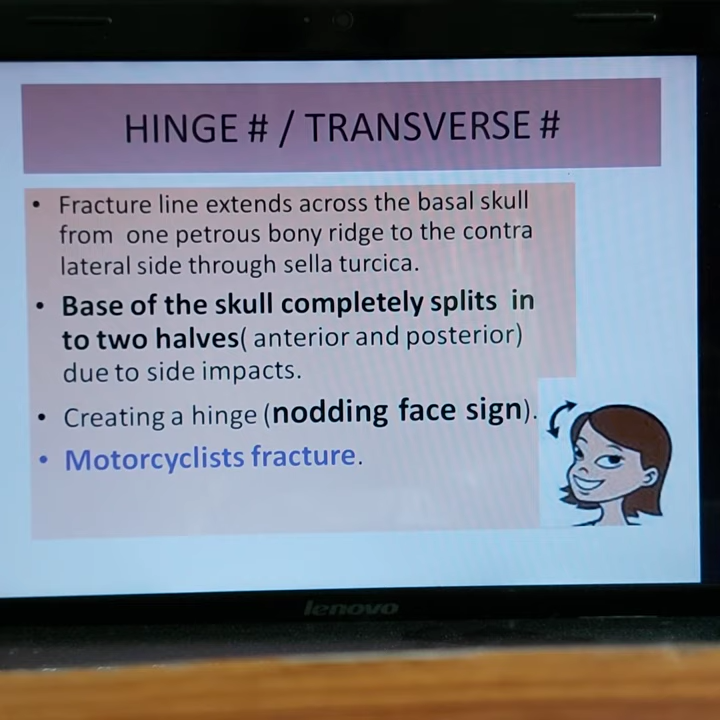 HINGE # / TRANSVERSE #
• Fracture line extends across the basal skull
from one petrous bony ridge to the contra
lateral side through sella turcica.
• Base of the skull completely splits in
to two halves( anterior and posterior)
due to side impacts.
• Creating a hinge (nodding face sign).
• Motorcyclists fracture.
lenovo